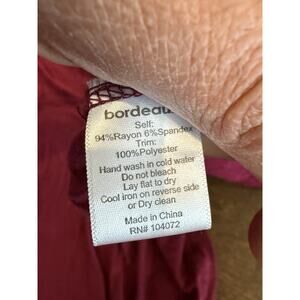 bordeaux
Self:
94%Rayon 6%Spandex
Trim:
100%Polyester
Hand wash in cold water
Do not bleach
Lay flat to dry
Cool iron on reverse side
or Dry clean
Made in China
RN# 104072